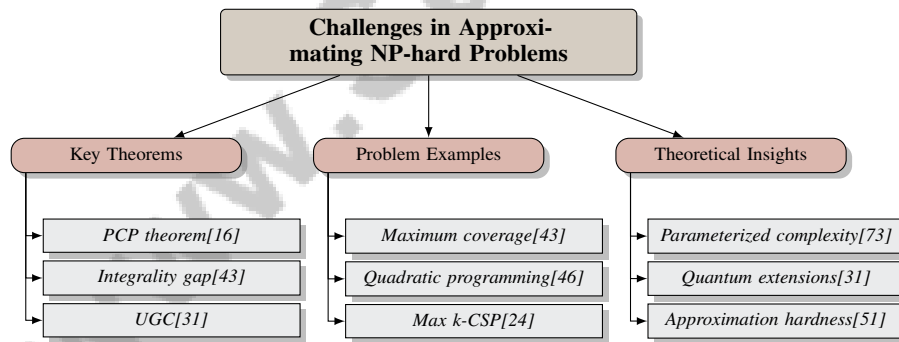 Challenges in Approxi-
mating NP-hard Problems
Key Theorems
PCP theorem[16]
Integrality gap[43]
UGC[31]
Problem Examples
Maximum coverage[43]
Quadratic programming[46]
Max k-CSP[24]
Theoretical Insights
Parameterized complexity[73]
Quantum extensions[31]
Approximation hardness[51]